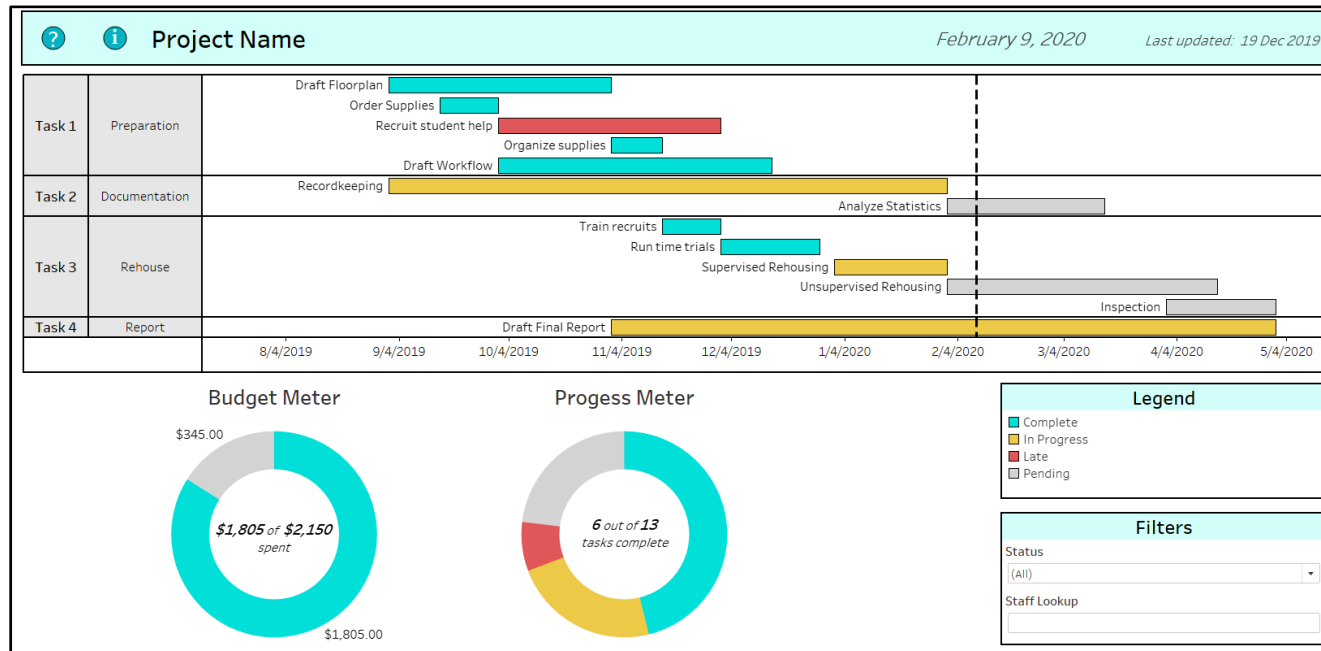 ? i Project Name February 9, 2020 Last updated: 19 Dec 2019
Task 1 Preparation
Draft Floorplan
Order Supplies
Recruit student help
Organize supplies
Draft Workflow
Task 2 Documentation
Recordkeeping
Analyze Statistics
Task 3 Rehouse
Train recruits
Run time trials
Supervised Rehousing
Unsupervised Rehousing
Inspection
Task 4 Report Draft Final Report
8/4/2019 9/4/2019 10/4/2019 11/4/2019 12/4/2019 1/4/2020 2/4/2020 3/4/2020 4/4/2020 5/4/2020
Budget Meter
$345.00
$1,805 of $2,150
spent
$1,805.00
Progess Meter
6 out of 13
tasks complete
Legend
Complete
In Progress
Late
Pending
Filters
Status
(All)
Staff Lookup